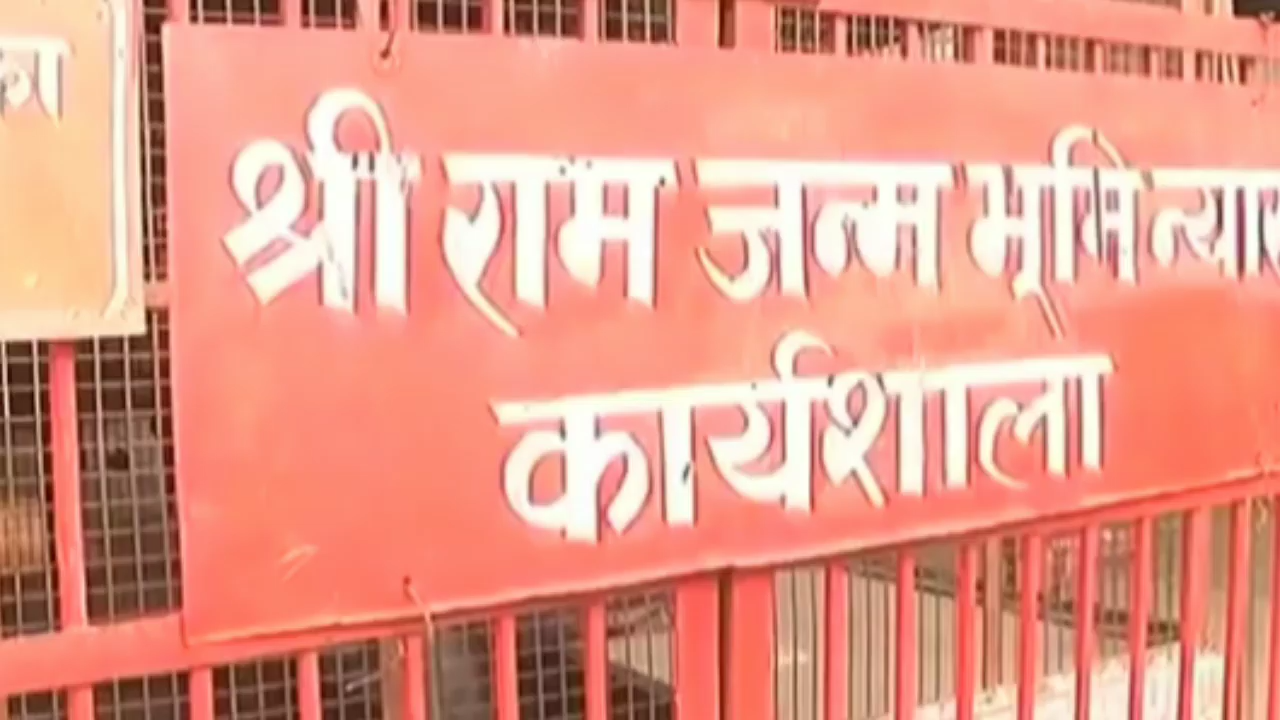 श्री राम जन्म भूमि न्यास
कार्यशाला